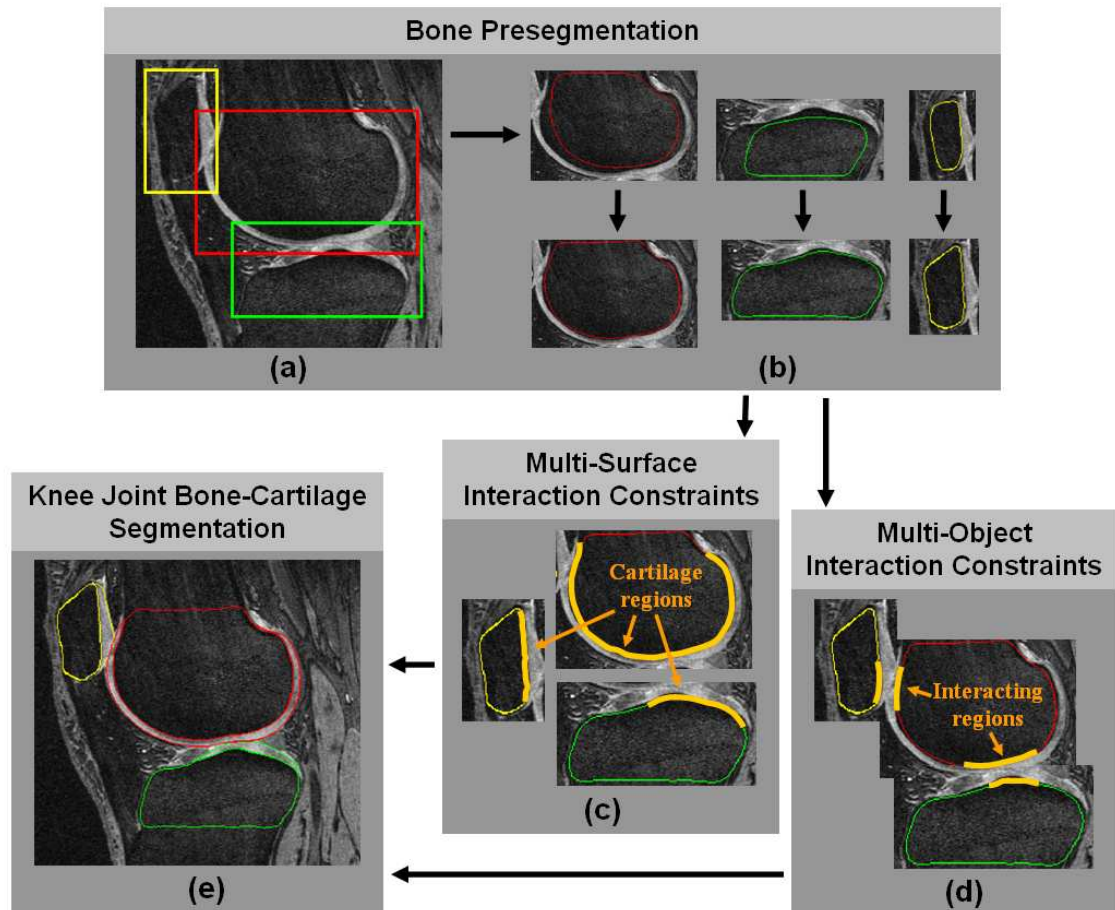 Bone Presegmentation
(a)
(b)
Multi-Surface
Interaction Constraints
Cartilage
regions
(c)
Knee Joint Bone-Cartilage
Segmentation
(e)
Multi-Object
Interaction Constraints
Interacting
regions
(d)